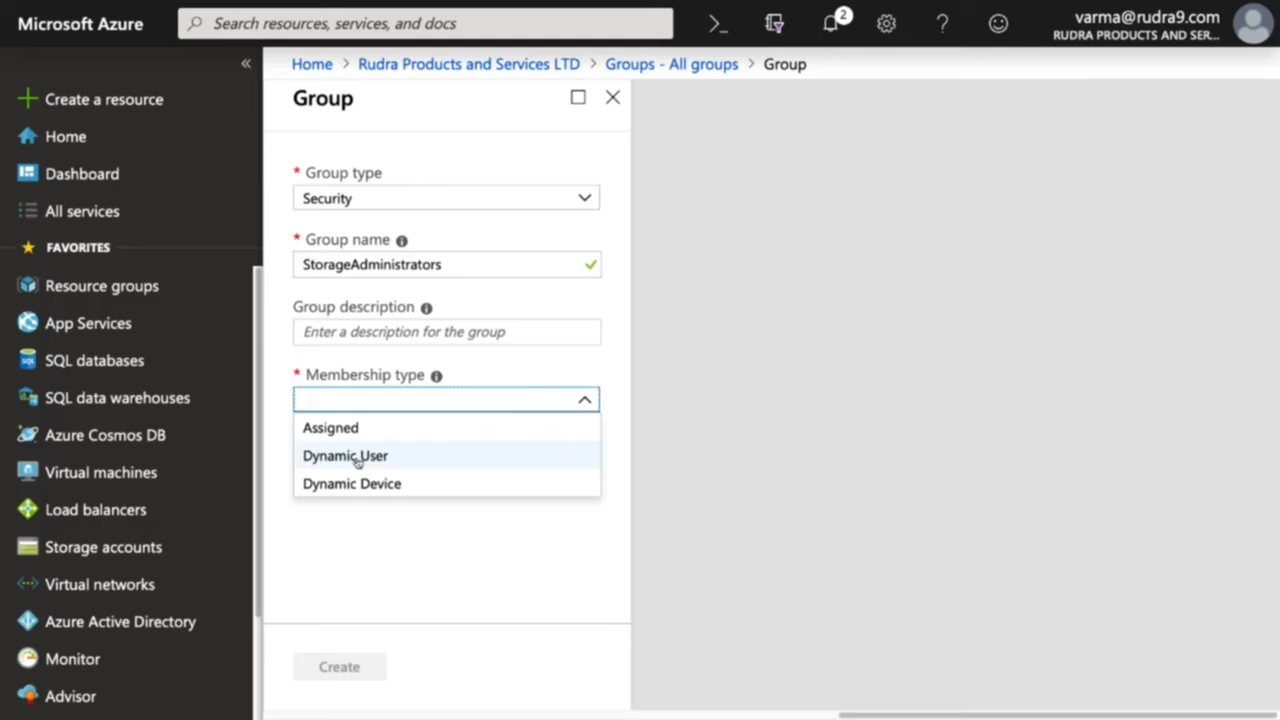 Microsoft Azure
Search resources, services, and docs
2
varma@rudra9.com
RUDRA PRODUCTS AND SER...
«
Home > Rudra Products and Services LTD > Groups - All groups > Group
Create a resource
Home
Dashboard
All services
FAVORITES
Resource groups
App Services
SQL databases
SQL data warehouses
Azure Cosmos DB
Virtual machines
Load balancers
Storage accounts
Virtual networks
Azure Active Directory
Monitor
Advisor
Group
* Group type
Security
* Group name
StorageAdministrators
Group description
Enter a description for the group
* Membership type
Assigned
Dynamic User
Dynamic Device
Create